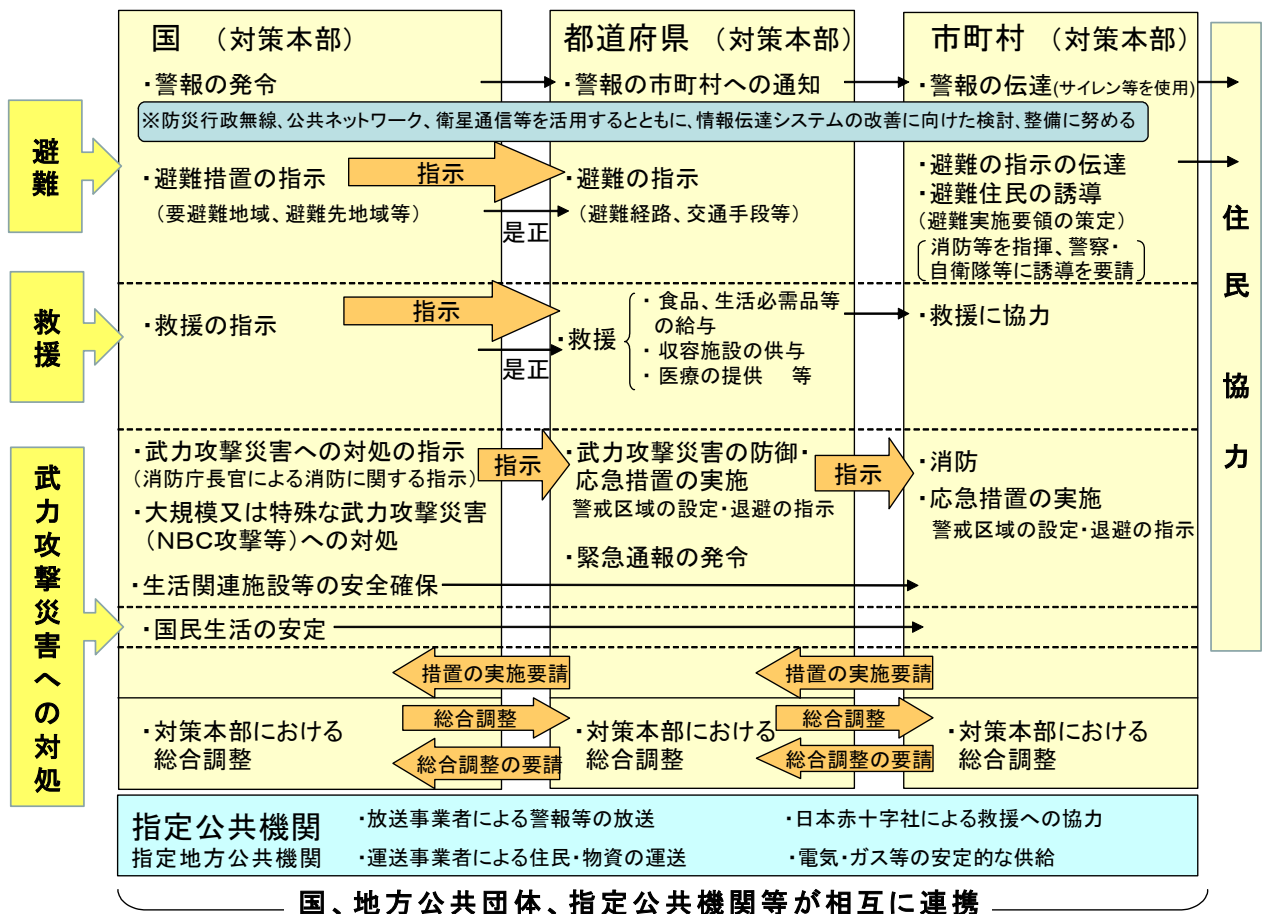 国 （対策本部）
都道府県 （対策本部）
市町村 （対策本部）
・警報の発令
・警報の市町村への通知
・警報の伝達(サイレン等を使用)
※防災行政無線、公共ネットワーク、衛星通信等を活用するとともに、情報伝達システムの改善に向けた検討、整備に努める
避難
・避難措置の指示
（要避難地域、避難先地域等）
指示
是正
・避難の指示
（避難経路、交通手段等）
・避難の指示の伝達
・避難住民の誘導
（避難実施要領の策定）
消防等を指揮、警察・
自衛隊等に誘導を要請
住民協力
救援
・救援の指示
指示
是正
・救援
・ 食品、生活必需品等
の給与
・ 収容施設の供与
・ 医療の提供 等
・救援に協力
武力攻撃災害への対処
・武力攻撃災害への対処の指示
（消防庁長官による消防に関する指示）
・大規模又は特殊な武力攻撃災害
（NBC攻撃等）への対処
指示
・武力攻撃災害の防御・
応急措置の実施
警戒区域の設定・退避の指示
・緊急通報の発令
指示
・消防
・応急措置の実施
警戒区域の設定・退避の指示
・生活関連施設等の安全確保
・国民生活の安定
措置の実施要請
措置の実施要請
・対策本部における
総合調整
総合調整
総合調整の要請
・対策本部における
総合調整
総合調整
総合調整の要請
・対策本部における
総合調整
指定公共機関
指定地方公共機関
・放送事業者による警報等の放送
・日本赤十字社による救援への協力
・運送事業者による住民・物資の運送
・電気・ガス等の安定的な供給
国、地方公共団体、指定公共機関等が相互に連携